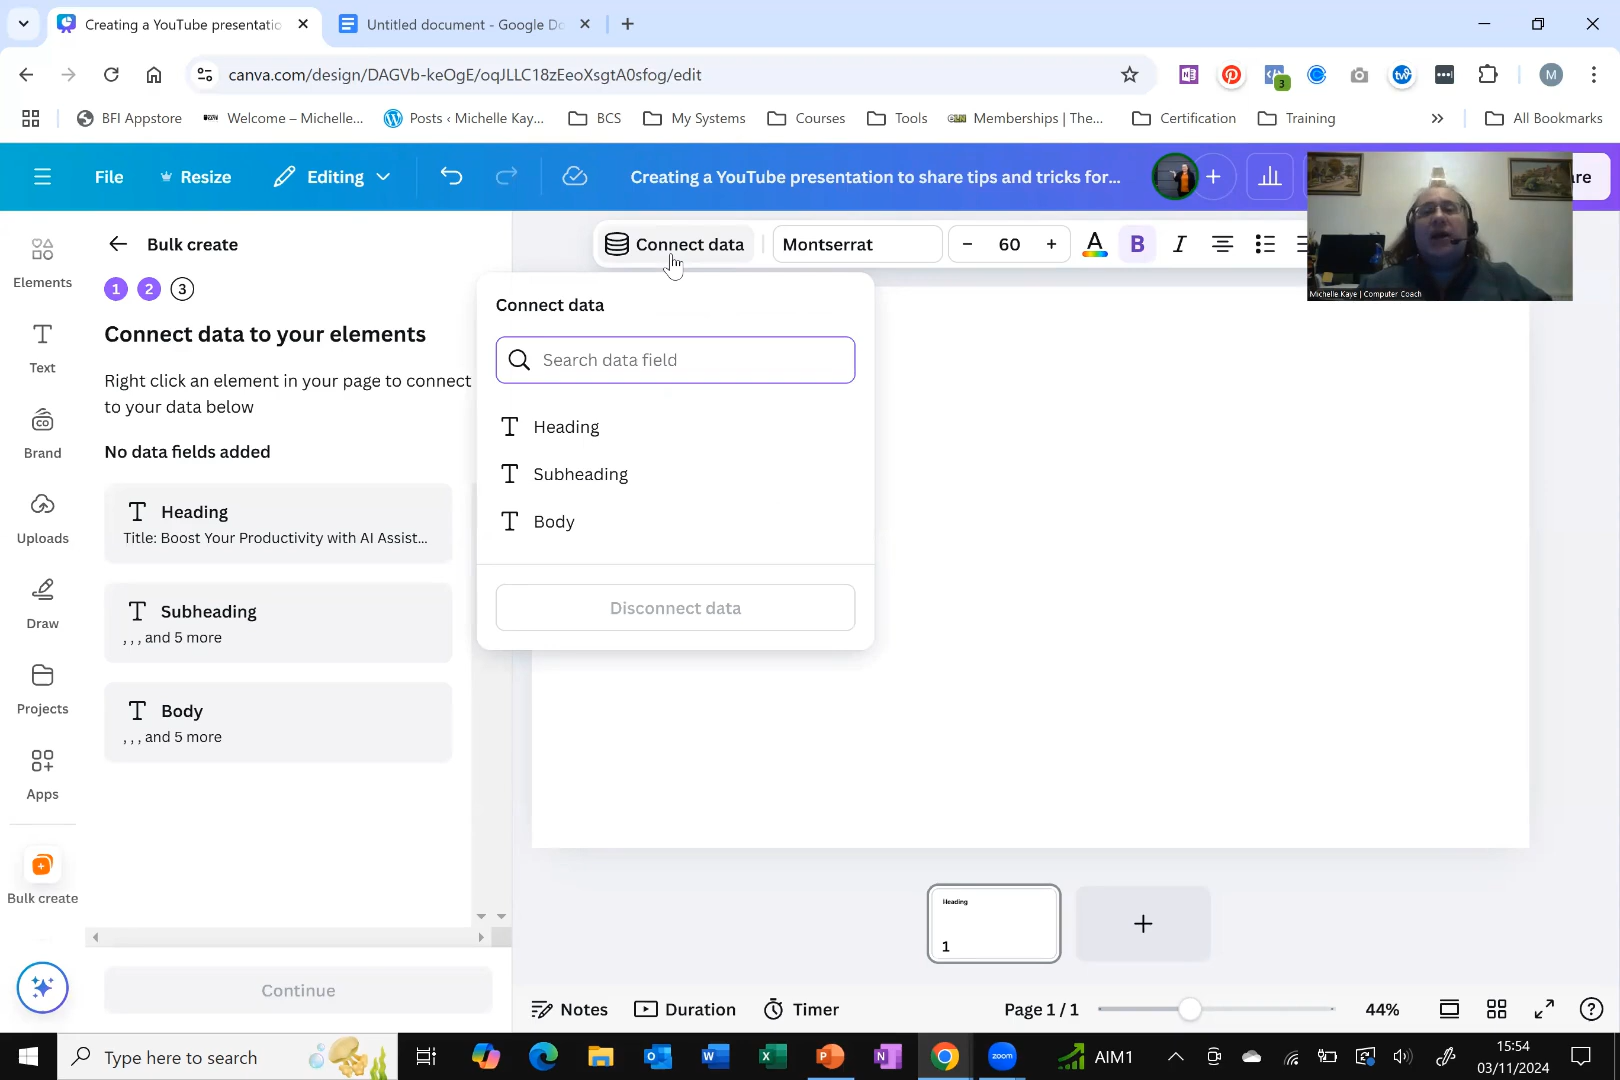 Creating a YouTube presentatio
Untitled document - Google Do
canva.com/design/DAGVb-keOgE/oqJLLC18zEeoXsgtA0sfog/edit
3
M
BFI Appstore
Welcome – Michelle...
Posts ‹ Michelle Kay...
BCS
My Systems
Courses
Tools
Memberships | The...
Certification
Training
All Bookmarks
File
Resize
Editing
Creating a YouTube presentation to share tips and tricks for...
re
Michelle Kaye | Computer Coach
Elements
Text
Brand
Uploads
Draw
Projects
Apps
Bulk create
Bulk create
1 2 3
Connect data to your elements
Right click an element in your page to connect
to your data below
No data fields added
Heading
Title: Boost Your Productivity with AI Assist...
Subheading
, , , and 5 more
Body
, , , and 5 more
Continue
Connect data
Montserrat
– 60 +
A
B
I
Connect data
Search data field
Heading
Subheading
Body
Disconnect data
Heading
1
Notes
Duration
Timer
Page 1 / 1
44%
Type here to search
zoom
AIM1
15:54
03/11/2024